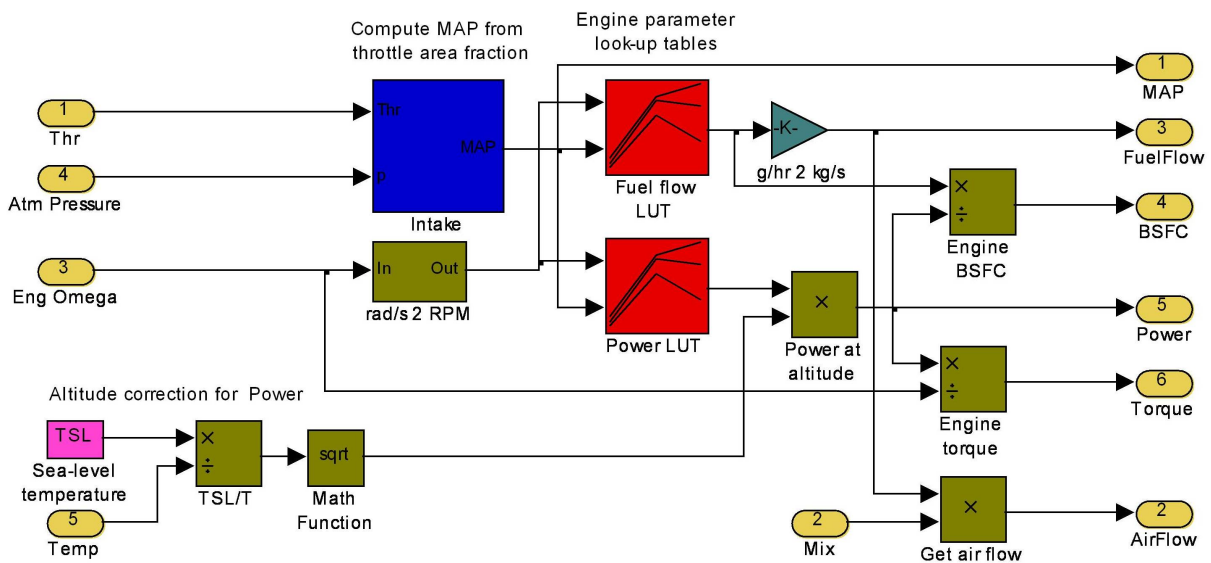 Compute MAP from
throttle area fraction
Engine parameter
look-up tables
1
Thr
4
Atm Pressure
Thr
p
MAP
Intake
Fuel flow
LUT
-K-
g/hr 2 kg/s
1
MAP
3
FuelFlow
×
÷
Engine
BSFC
4
BSFC
3
Eng Omega
In Out
rad/s 2 RPM
Power LUT
×
Power at
altitude
5
Power
×
÷
Engine
torque
6
Torque
Altitude correction for Power
TSL
Sea-level
temperature
5
Temp
×
÷
TSL/T
sqrt
Math
Function
2
Mix
×
Get air flow
2
AirFlow